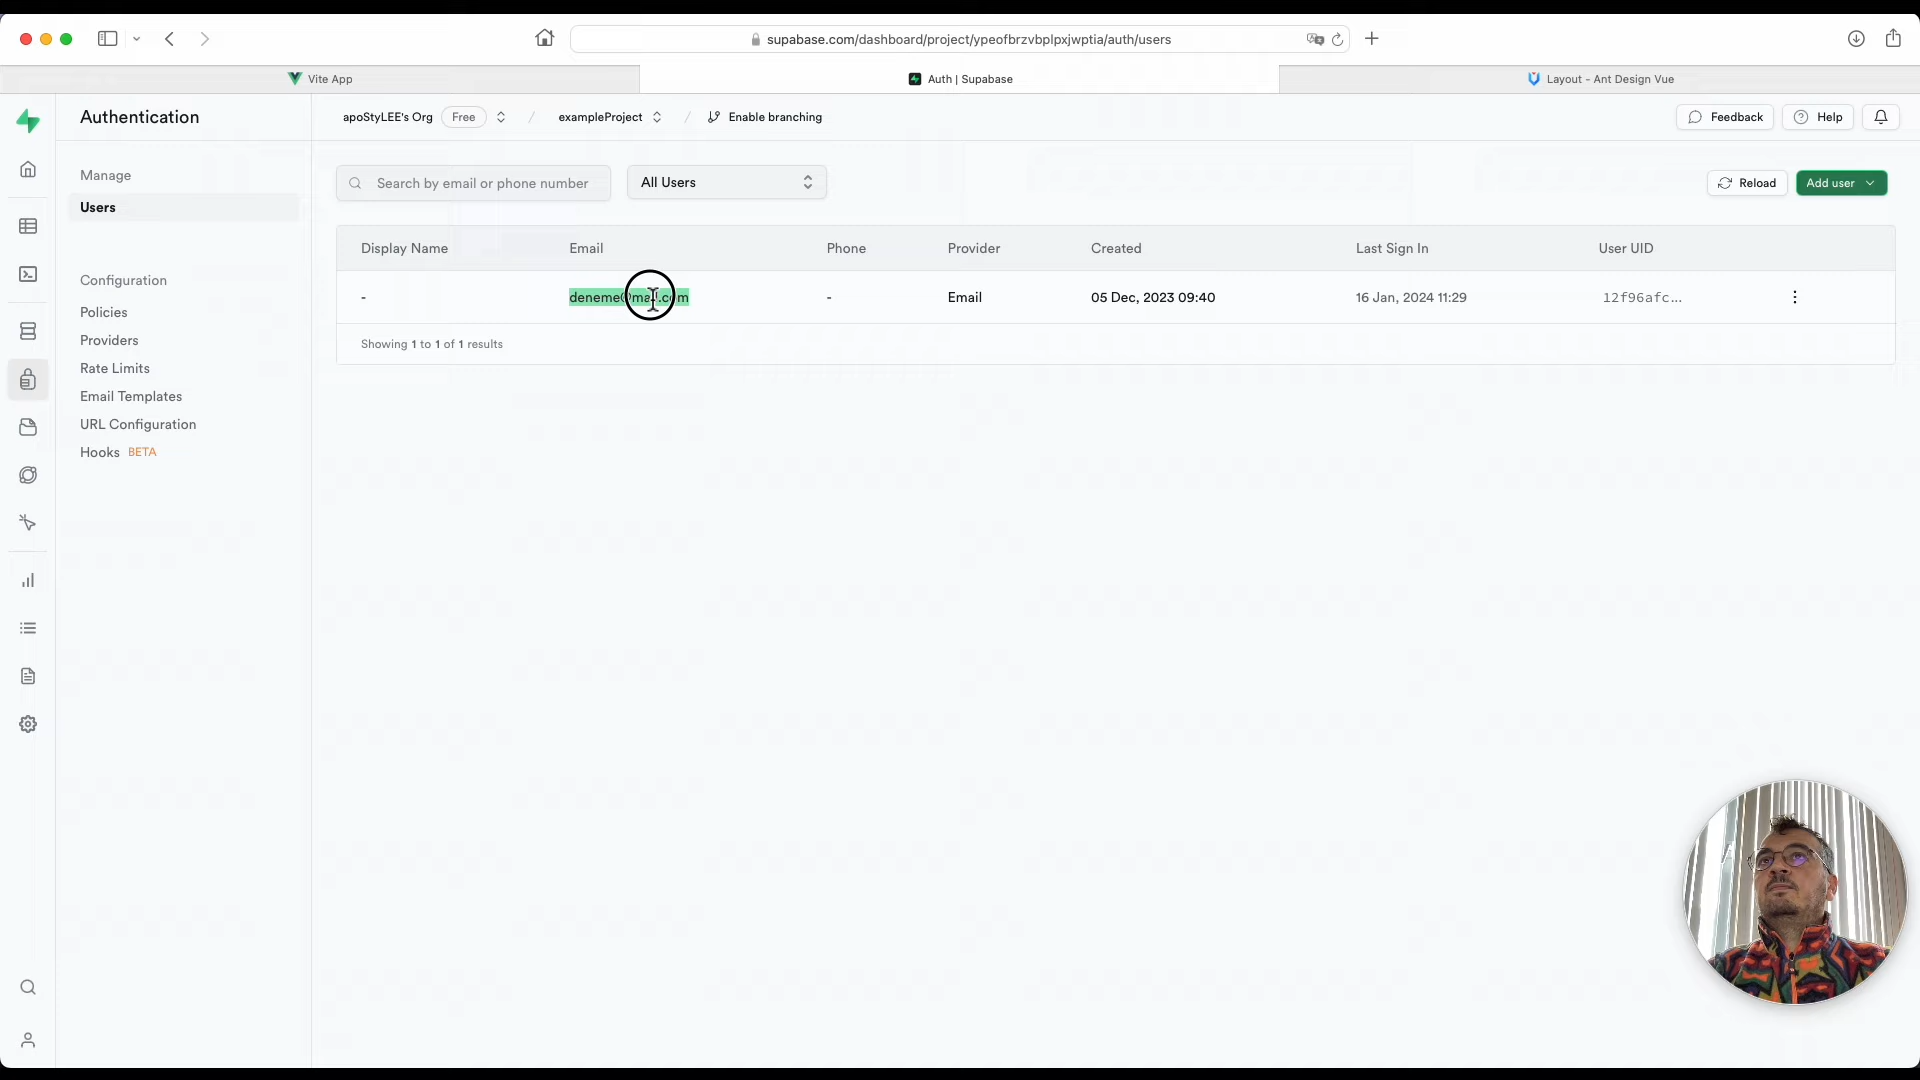 supabase.com/dashboard/project/ypeofbrzvbplpxjwptia/auth/users
Vite App
Auth | Supabase
Layout - Ant Design Vue
Authentication
apoStyLEE's Org Free / exampleProject / Enable branching
Feedback
Help
Manage
Users
Configuration
Policies
Providers
Rate Limits
Email Templates
URL Configuration
Hooks BETA
Search by email or phone number
All Users
Reload
Add user
Display Name Email Phone Provider Created Last Sign In User UID
- - Email 05 Dec, 2023 09:40 16 Jan, 2024 11:29 12f96afc...
Showing 1 to 1 of 1 results